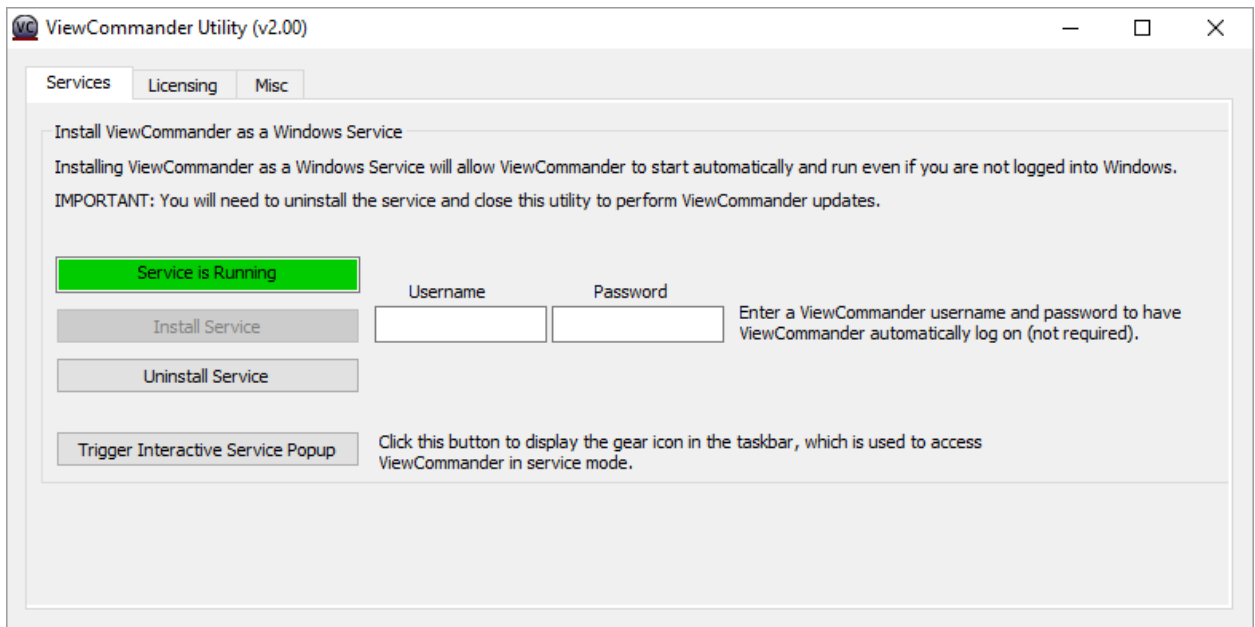 VC ViewCommander Utility (v2.00)
Services Licensing Misc
Install ViewCommander as a Windows Service
Installing ViewCommander as a Windows Service will allow ViewCommander to start automatically and run even if you are not logged into Windows.
IMPORTANT: You will need to uninstall the service and close this utility to perform ViewCommander updates.
Service is Running
Username Password
Install Service
Enter a ViewCommander username and password to have
ViewCommander automatically log on (not required).
Uninstall Service
Trigger Interactive Service Popup
Click this button to display the gear icon in the taskbar, which is used to access
ViewCommander in service mode.